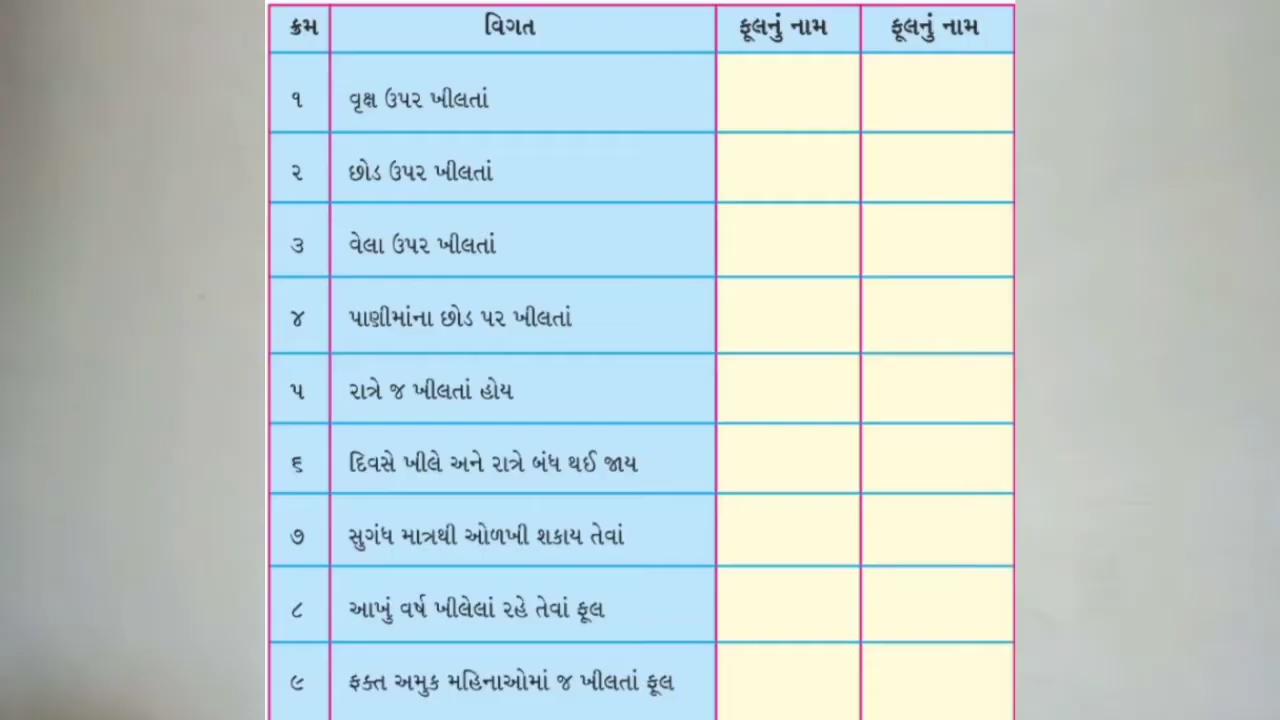 ક્રમ વિગત ફૂલનું નામ ફૂલનું નામ
૧ વૃક્ષ ઉપર ખીલતાં
૨ છોડ ઉપર ખીલતાં
૩ વેલા ઉપર ખીલતાં
૪ પાણીમાંના છોડ પર ખીલતાં
૫ રાત્રે જ ખીલતાં હોય
૬ દિવસે ખીલે અને રાત્રે બંધ થઈ જાય
૭ સુગંધ માત્રથી ઓળખી શકાય તેવાં
૮ આખું વર્ષ ખીલેલાં રહે તેવાં ફૂલ
૯ ફક્ત અમુક મહિનાઓમાં જ ખીલતાં ફૂલ